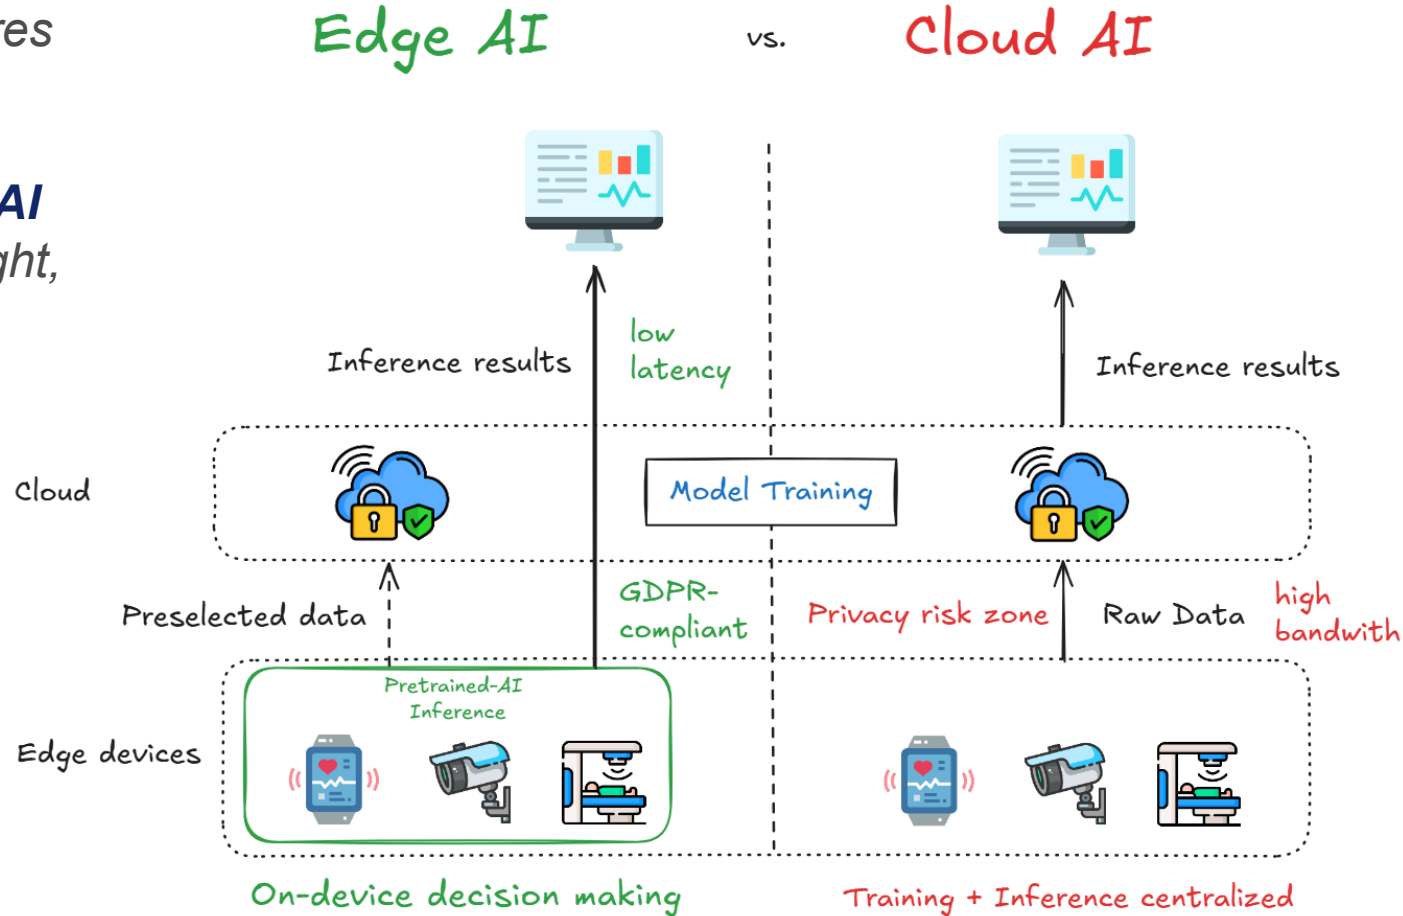 res
Edge AI
vs.
Cloud AI
AI
ght,
low
latency
Inference results
Inference results
Cloud
Model Training
Preselected data
GDPR-
compliant
Privacy risk zone
Raw Data
high
bandwith
Pretrained-AI
Inference
Edge devices
On-device decision making
Training + Inference centralized